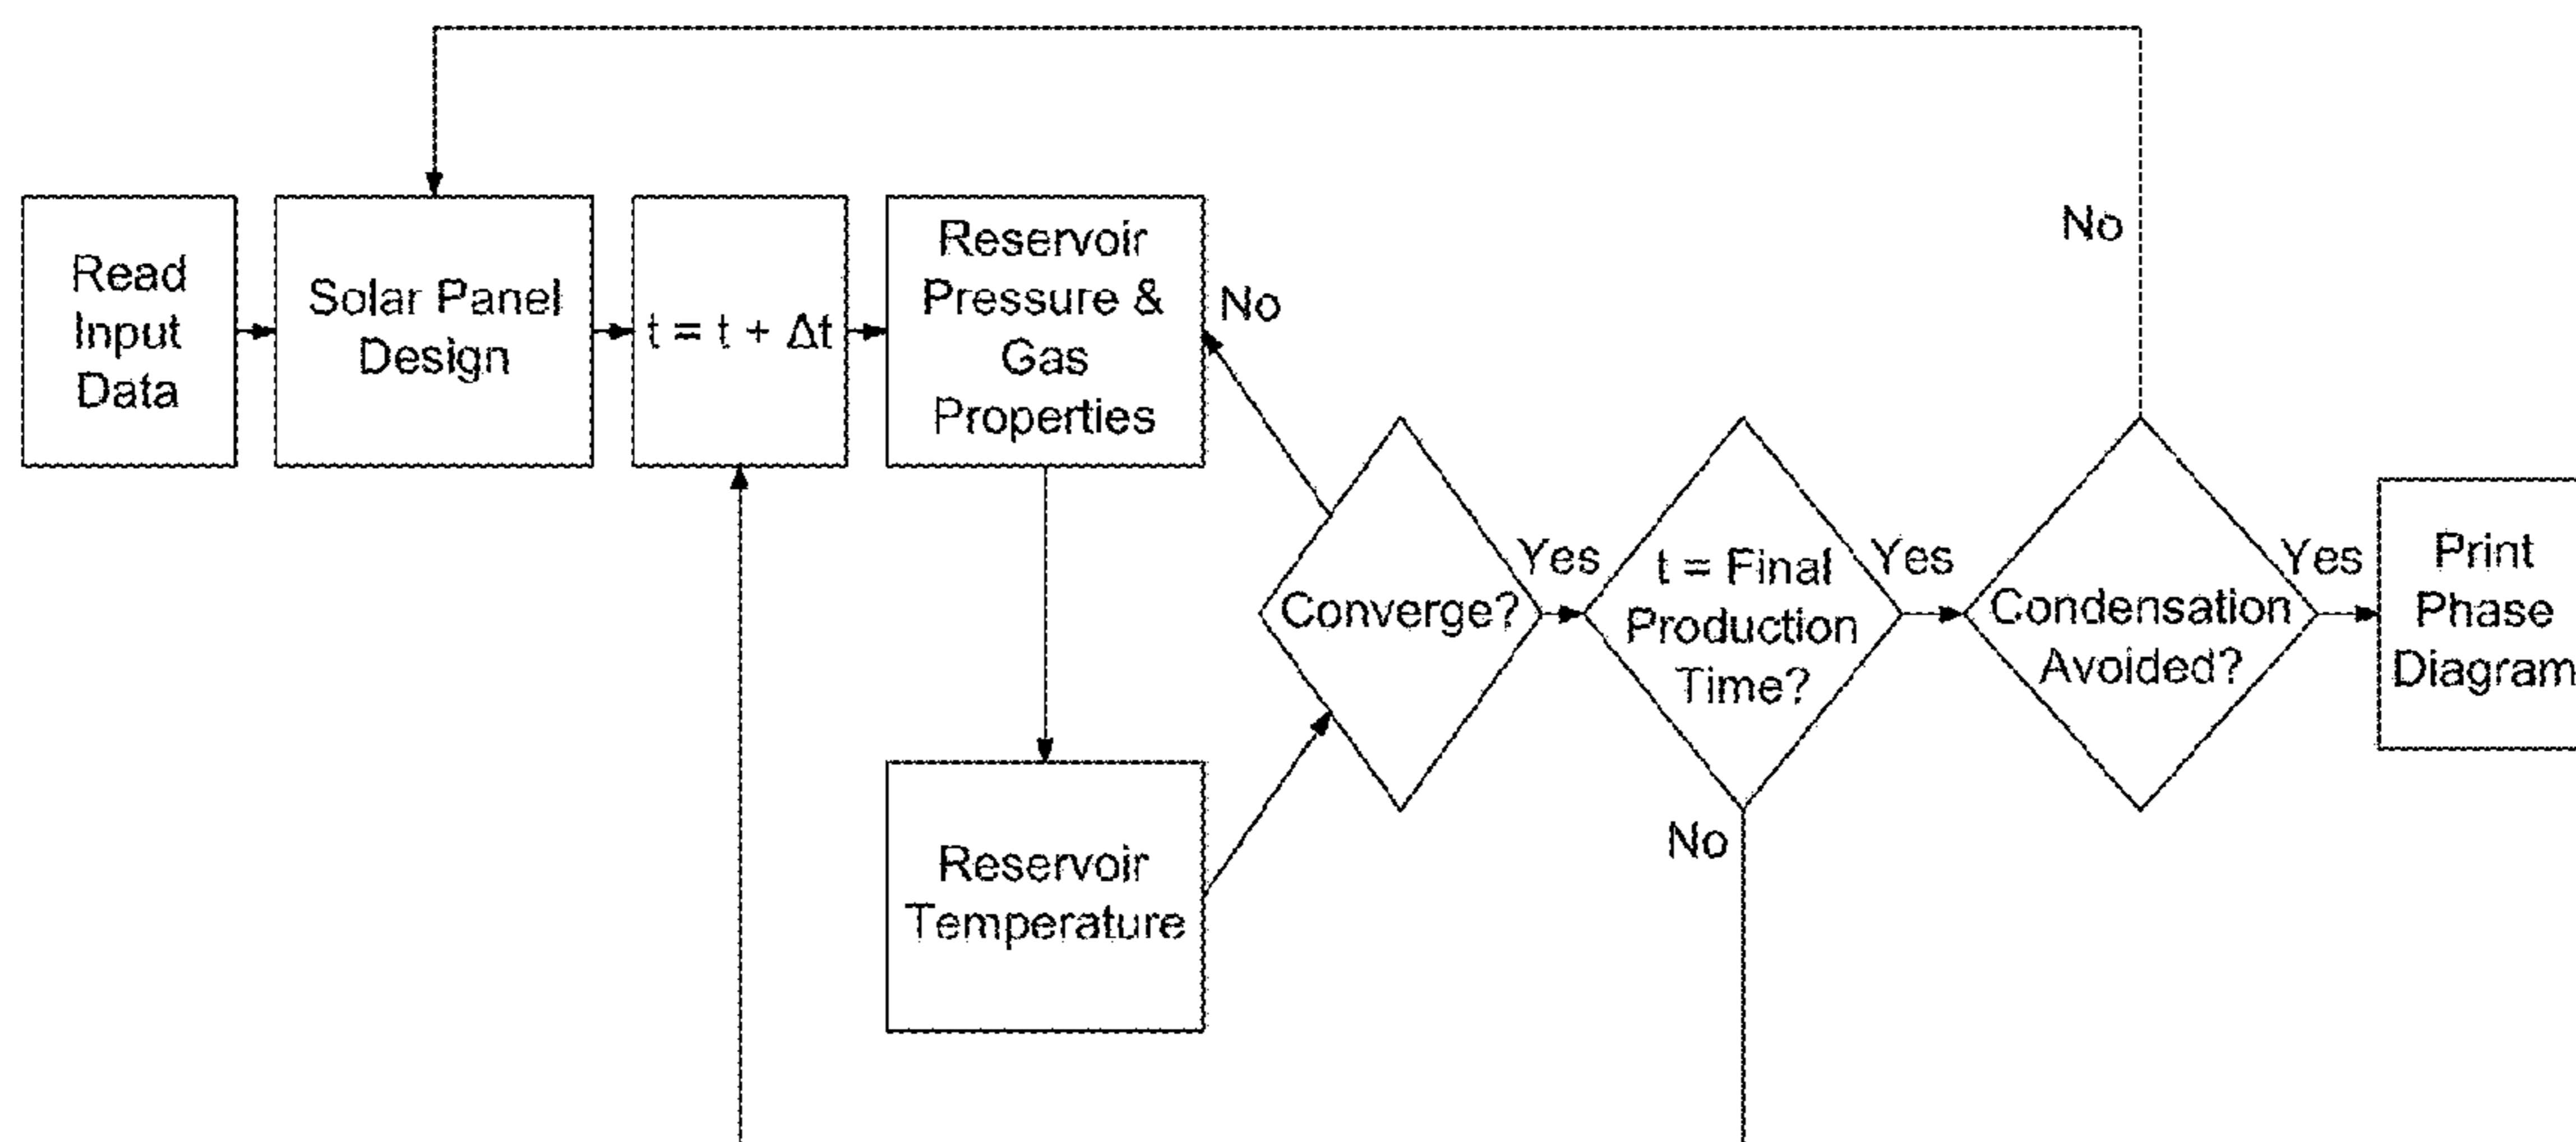 Read
Input
Data
Solar Panel
Design
t = t + Δt
Reservoir
Pressure &
Gas
Properties
No
Reservoir
Temperature
Converge?
Yes
t = Final
Production
Time?
No
Yes
Condensation
Avoided?
No
Yes
Print
Phase
Diagram